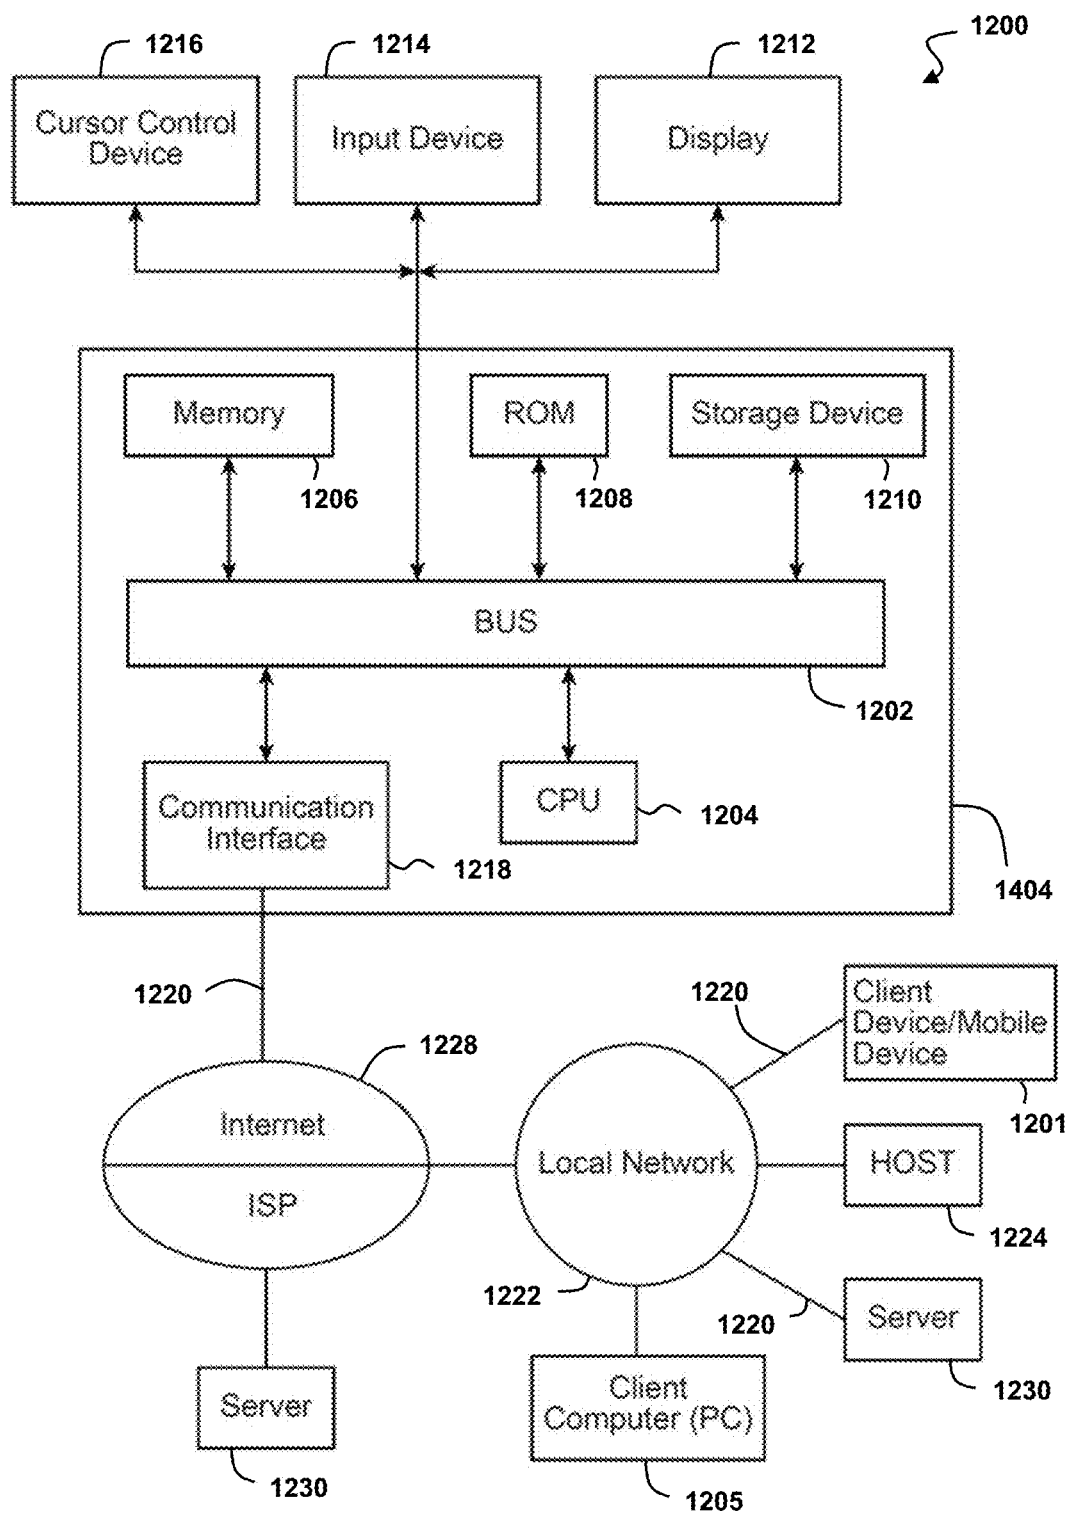 1216
1214
1212
1200
Cursor Control
Device
Input Device
Display
Memory
ROM
Storage Device
1206
1208
1210
BUS
1202
Communication
Interface
CPU
1204
1218
1404
1220
1220
Client
Device/Mobile
Device
1228
1201
Internet
ISP
Local Network
HOST
1224
1222
1220
Server
1230
Server
1230
Client
Computer (PC)
1205